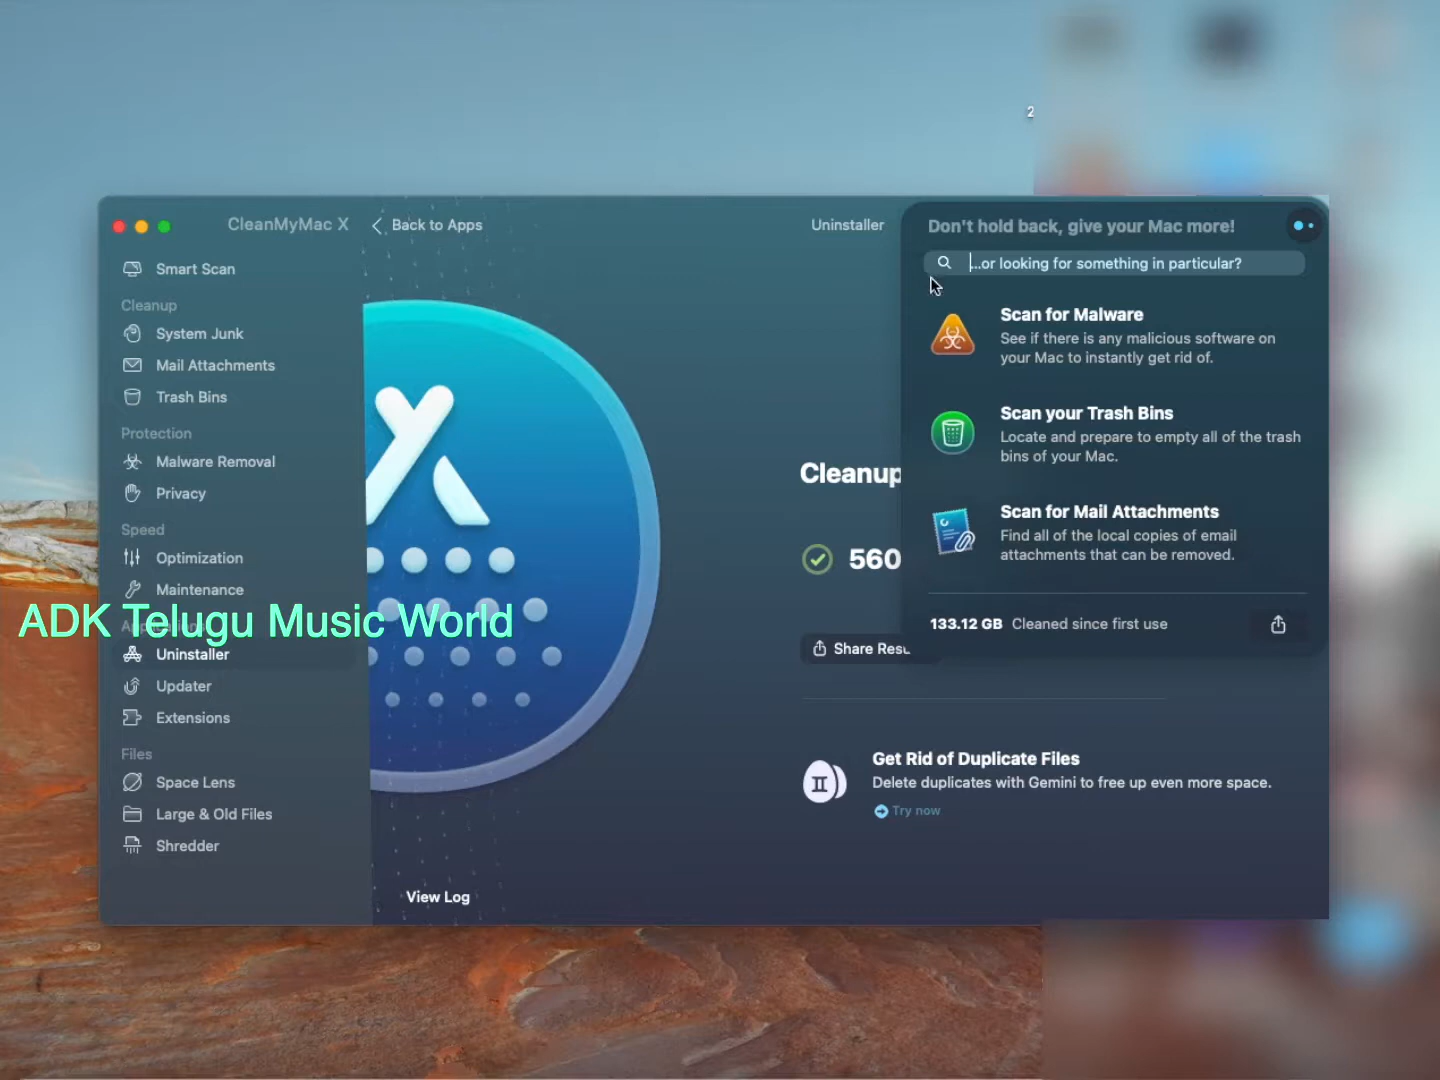 2
CleanMyMac X
Back to Apps
Uninstaller
Don't hold back, give your Mac more!
...or looking for something in particular?
Smart Scan
Cleanup
System Junk
Mail Attachments
Trash Bins
Protection
Malware Removal
Privacy
Speed
Optimization
Maintenance
ADK Telugu Music World
Uninstaller
Updater
Extensions
Files
Space Lens
Large & Old Files
Shredder
View Log
Cleanup
560
Share Resu
Scan for Malware
See if there is any malicious software on
your Mac to instantly get rid of.
Scan your Trash Bins
Locate and prepare to empty all of the trash
bins of your Mac.
Scan for Mail Attachments
Find all of the local copies of email
attachments that can be removed.
133.12 GB Cleaned since first use
Get Rid of Duplicate Files
Delete duplicates with Gemini to free up even more space.
Try now